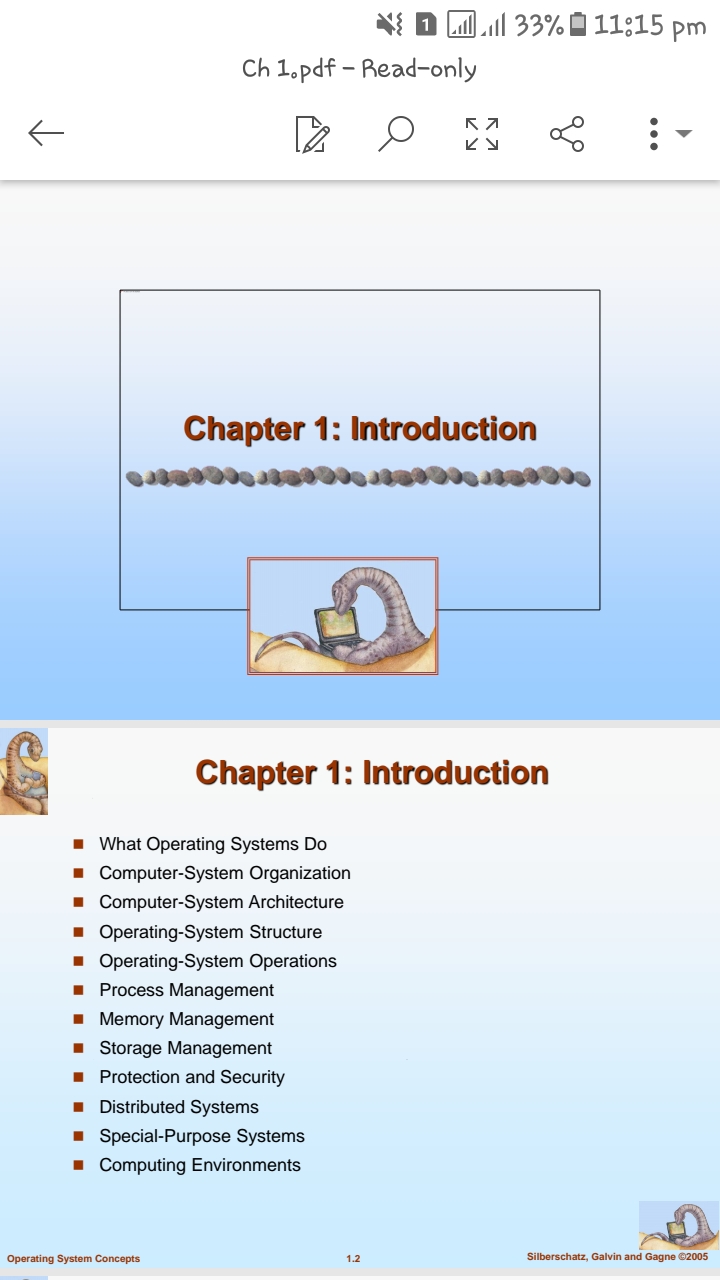 1 33% 11:15 pm
Ch 1.pdf – Read-only
Chapter 1: Introduction
Chapter 1: Introduction
What Operating Systems Do
Computer-System Organization
Computer-System Architecture
Operating-System Structure
Operating-System Operations
Process Management
Memory Management
Storage Management
Protection and Security
Distributed Systems
Special-Purpose Systems
Computing Environments
Operating System Concepts 1.2 Silberschatz, Galvin and Gagne ©2005